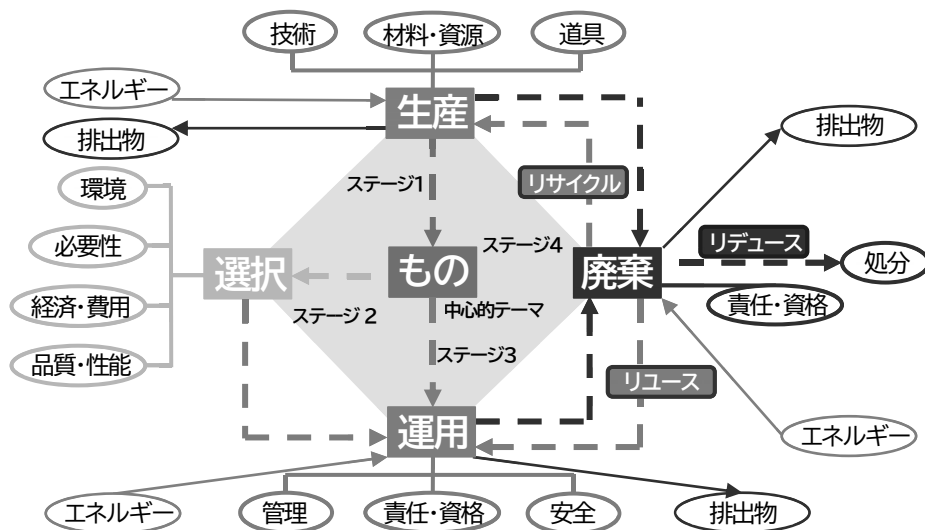 技術
材料・資源
道具
エネルギー
生産
排出物
排出物
環境
ステージ1
リサイクル
必要性
ステージ4
リデュース
選択
もの
廃棄
処分
経済・費用
ステージ 2
中心的テーマ
責任・資格
品質・性能
ステージ3
リユース
運用
エネルギー
エネルギー
管理
責任・資格
安全
排出物